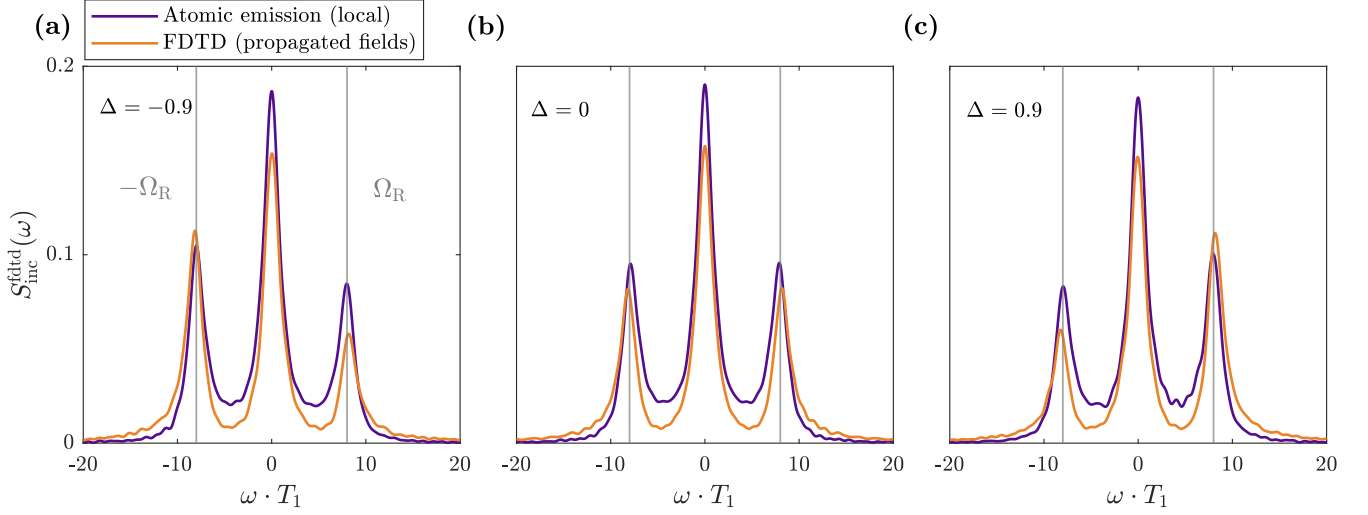 (a)
Atomic emission (local)
FDTD (propagated fields)
(b)
(c)
0.2
0.1
0
S_inc^fdtd(ω)
Δ = −0.9
−Ω_R
Ω_R
-20 -10 0 10 20
ω · T_1
Δ = 0
-20 -10 0 10 20
ω · T_1
Δ = 0.9
-20 -10 0 10 20
ω · T_1